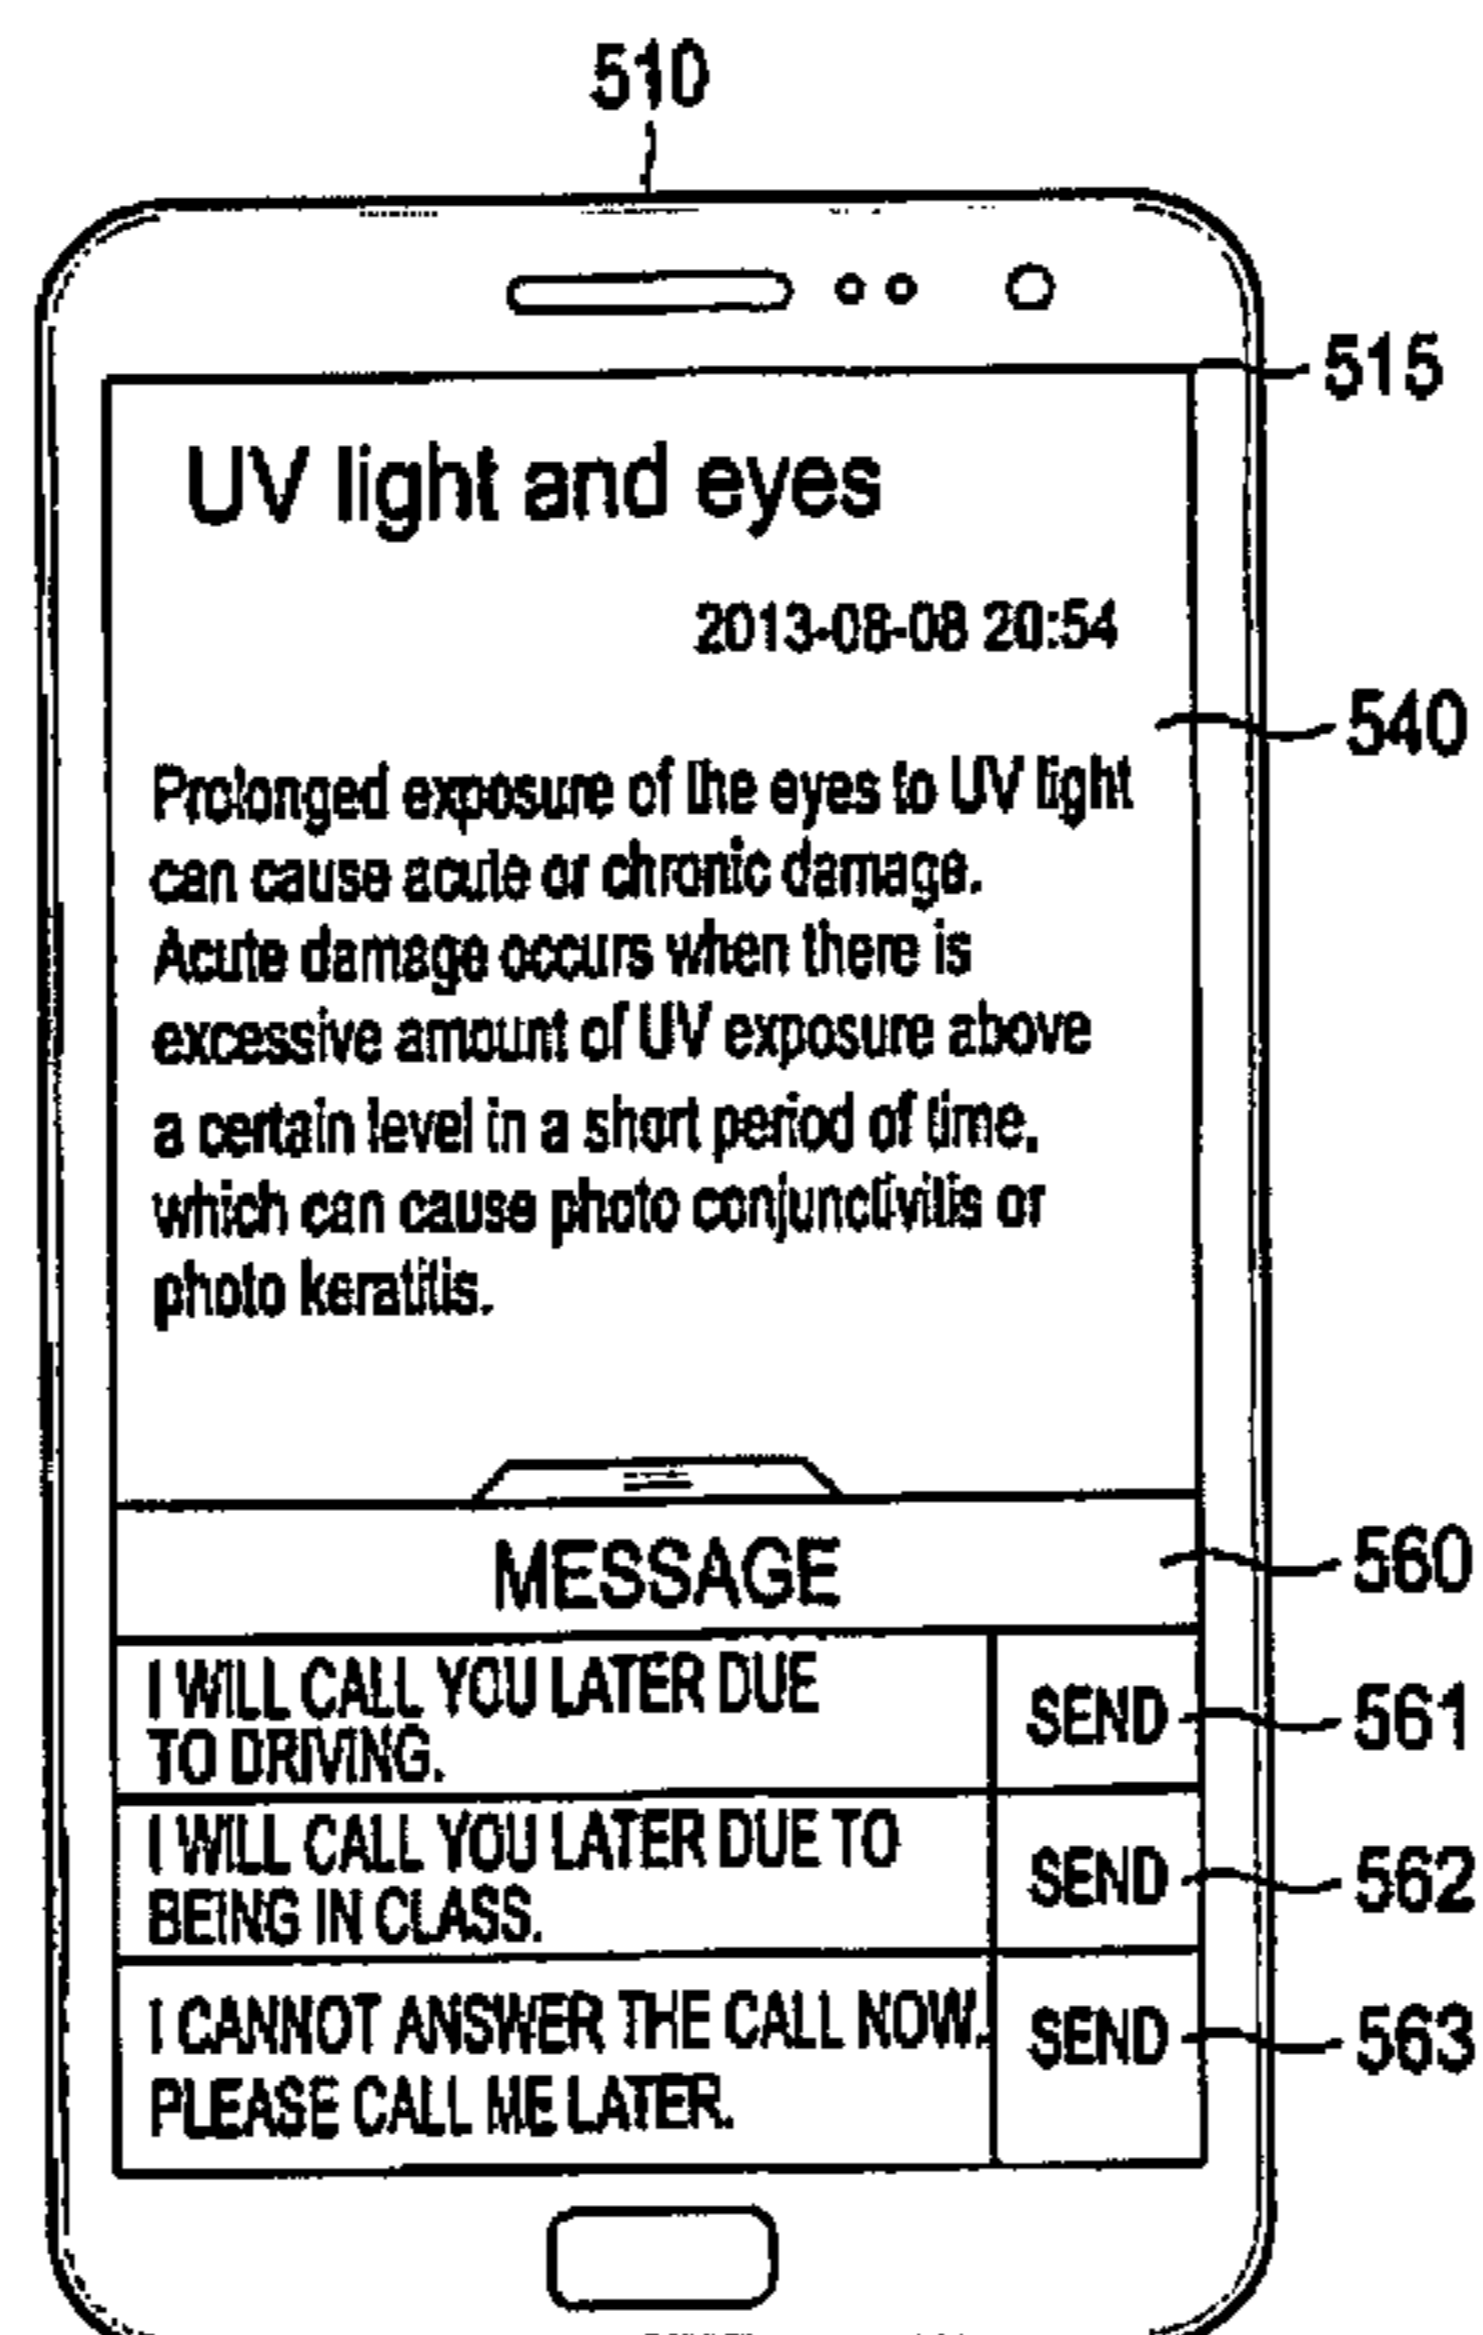 510
515
UV light and eyes
2013-08-08 20:54
540
Prolonged exposure of the eyes to UV light
can cause acute or chronic damage.
Acute damage occurs when there is
excessive amount of UV exposure above
a certain level in a short period of time,
which can cause photo conjunctivitis or
photo keratitis.
MESSAGE
560
I WILL CALL YOU LATER DUE
TO DRIVING.
SEND
561
I WILL CALL YOU LATER DUE TO
BEING IN CLASS.
SEND
562
I CANNOT ANSWER THE CALL NOW.
PLEASE CALL ME LATER.
SEND
563